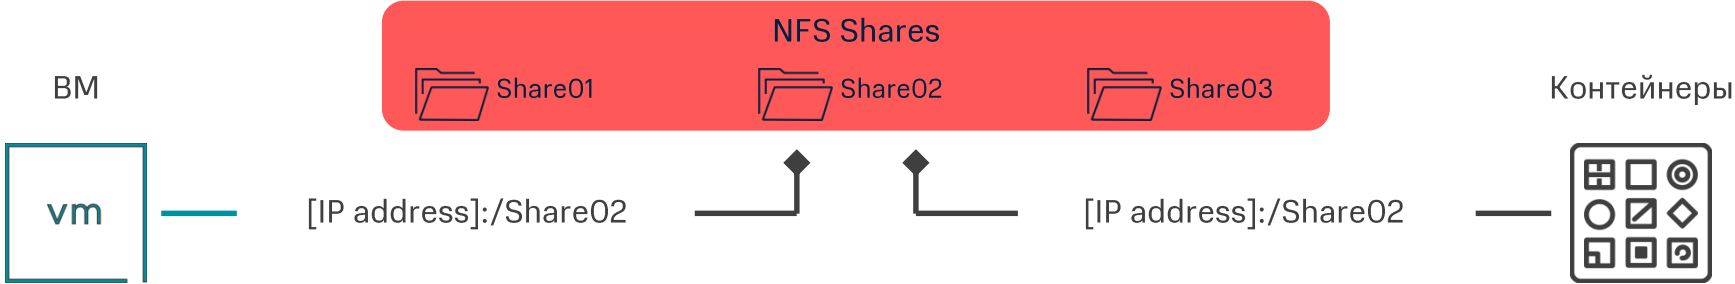 NFS Shares
Share01
Share02
Share03
ВМ
Контейнеры
vm
[IP address]:/Share02
[IP address]:/Share02